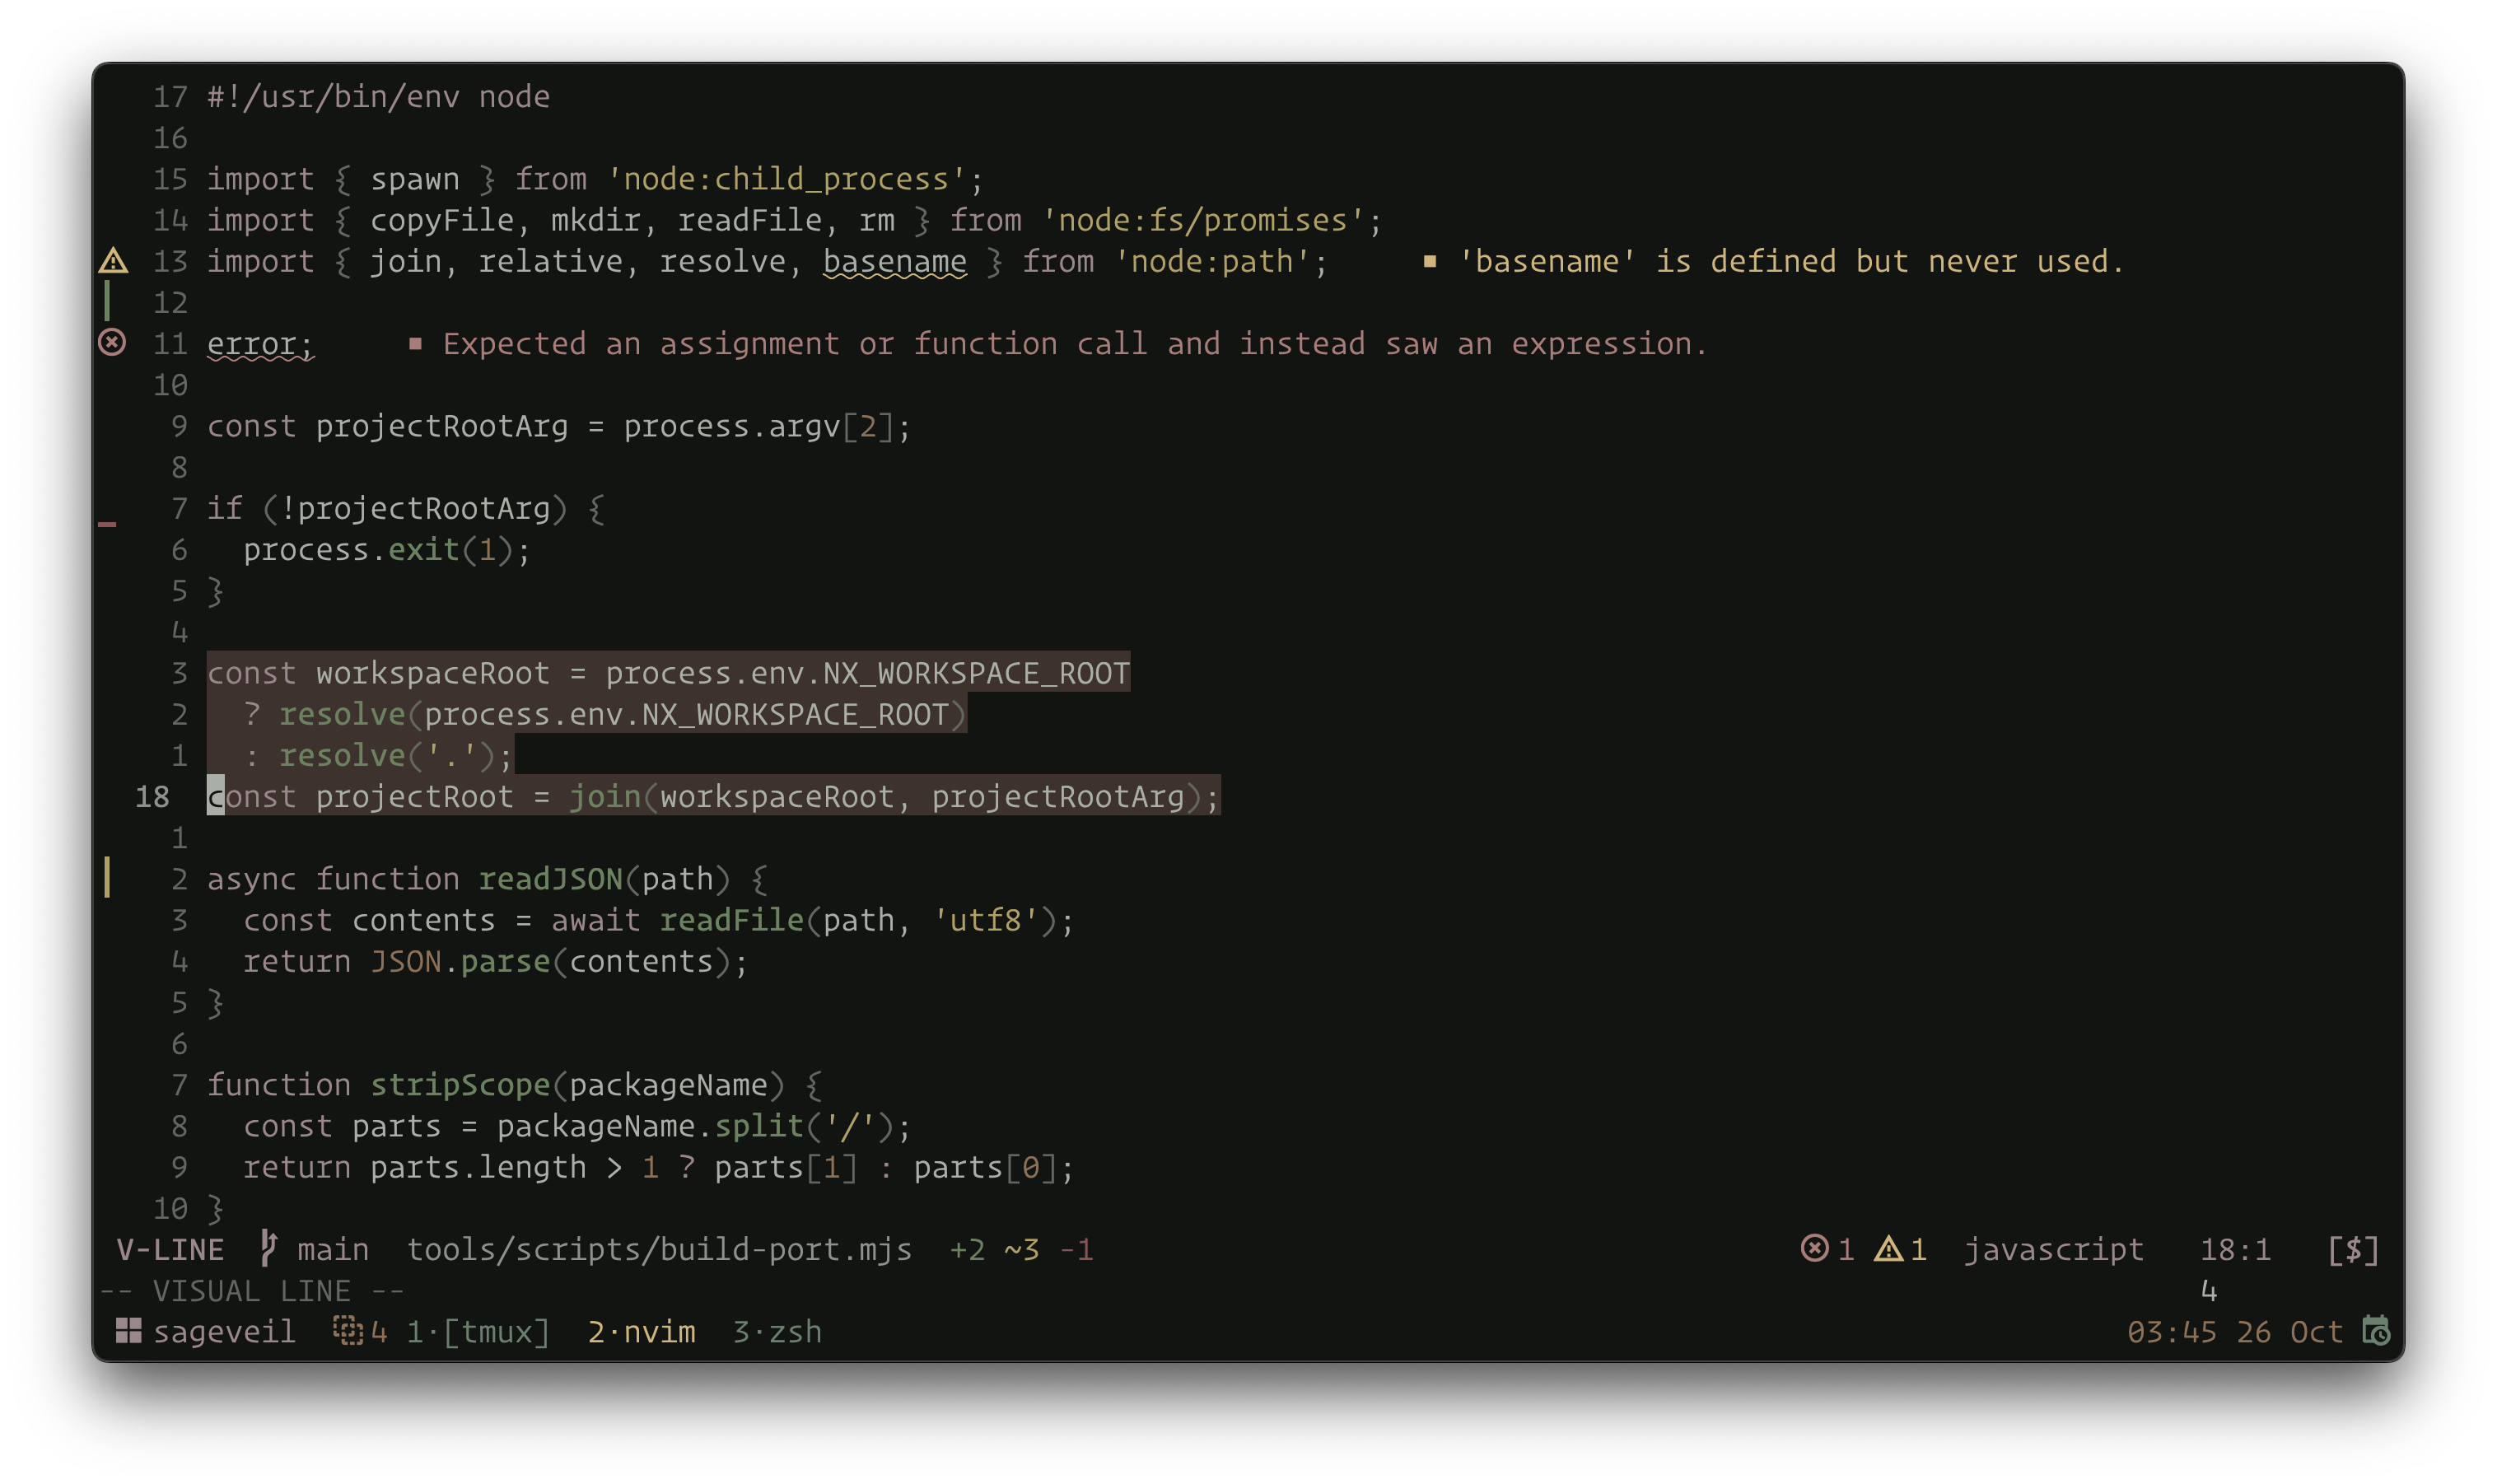 17 #!/usr/bin/env node
16
15 import { spawn } from 'node:child_process';
14 import { copyFile, mkdir, readFile, rm } from 'node:fs/promises';
13 import { join, relative, resolve, basename } from 'node:path';     ■ 'basename' is defined but never used.
12
11 error;     ■ Expected an assignment or function call and instead saw an expression.
10
9 const projectRootArg = process.argv[2];
8
7 if (!projectRootArg) {
6   process.exit(1);
5 }
4
3 const workspaceRoot = process.env.NX_WORKSPACE_ROOT
2   ? resolve(process.env.NX_WORKSPACE_ROOT)
1   : resolve('.');
18 const projectRoot = join(workspaceRoot, projectRootArg);
1
2 async function readJSON(path) {
3   const contents = await readFile(path, 'utf8');
4   return JSON.parse(contents);
5 }
6
7 function stripScope(packageName) {
8   const parts = packageName.split('/');
9   return parts.length > 1 ? parts[1] : parts[0];
10 }
V-LINE main tools/scripts/build-port.mjs +2 ~3 -1 1 1 javascript 18:1 [$]
-- VISUAL LINE -- 4
sageveil 4 1·[tmux] 2·nvim 3·zsh 03:45 26 Oct